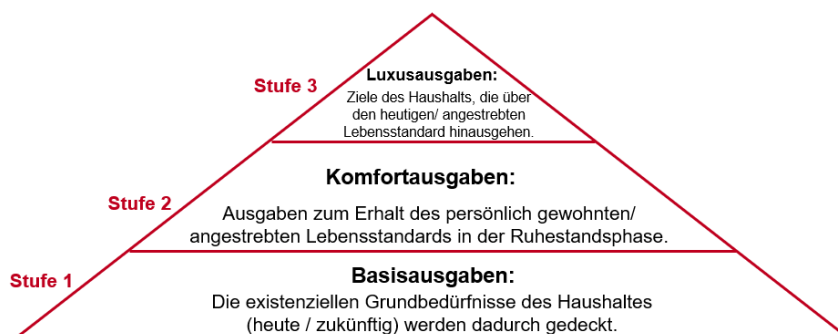 Stufe 3
Luxusausgaben:
Ziele des Haushalts, die über
den heutigen/ angestrebten
Lebensstandard hinausgehen.
Stufe 2
Komfortausgaben:
Ausgaben zum Erhalt des persönlich gewohnten/
angestrebten Lebensstandards in der Ruhestandsphase.
Stufe 1
Basisausgaben:
Die existenziellen Grundbedürfnisse des Haushaltes
(heute / zukünftig) werden dadurch gedeckt.